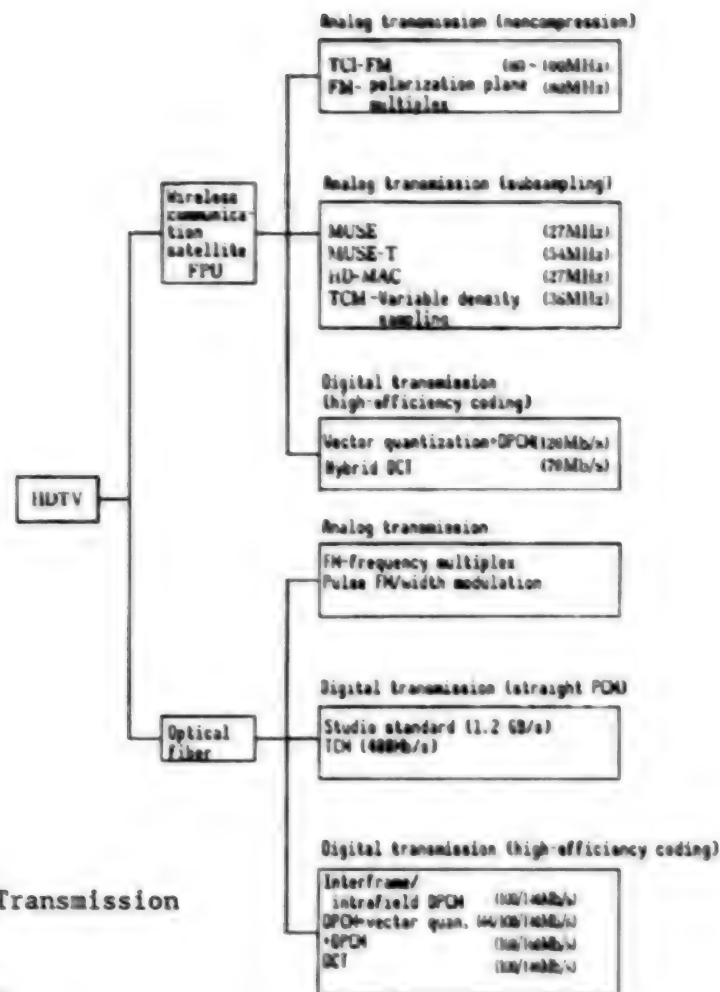 Analog transmission (noncompression)
TCI-FM MHz)
FM- polarization plane MHz)
multiplex
Wireless
communica-
tion
satellite
FPU
Analog transmission (subsampling)
MUSE (27MHz)
MUSE-T (54MHz)
HD-MAC (27MHz)
TCM -Variable density (36MHz)
sampling
Digital transmission
(high-efficiency coding)
Vector quantization+DPCM(120Mb/s)
Hybrid DCT (70Mb/s)
HDTV
Analog transmission
FM-frequency multiplex
Pulse FM/width modulation
Digital transmission (straight PCM)
Optical
fiber
Studio standard (1.2 GB/s)
TCM (400Mb/s)
Digital transmission (high-efficiency coding)
Transmission
Interframe/
intrafield DPCM
DPCM+vector quan.
+DPCM
DCT